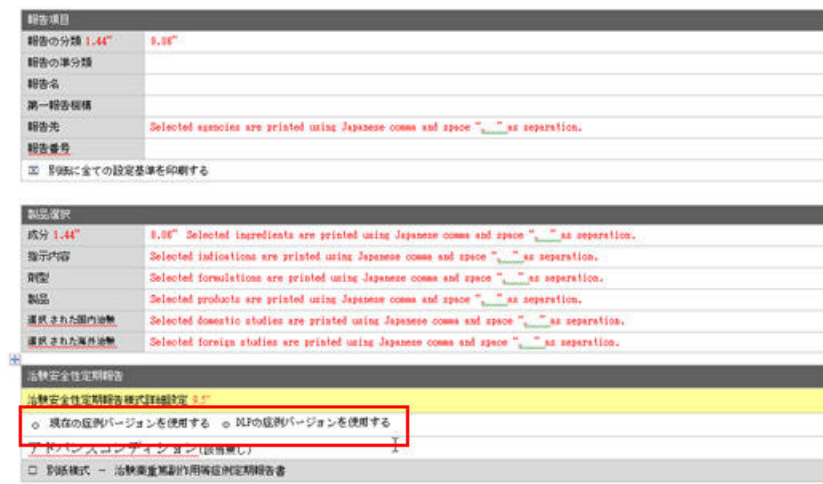 報告項目
報告の分類 1.44" 9.06"
報告の準分類
報告名
第一報告機構
報告先 Selected agencies are printed using Japanese comma and space "、 "as separation.
報告番号
別紙に全ての設定基準を印刷する
製品選択
成分 1.44" 9.06" Selected ingredients are printed using Japanese comma and space "、 "as separation.
指示内容 Selected indications are printed using Japanese comma and space "、 "as separation.
剤型 Selected formulations are printed using Japanese comma and space "、 "as separation.
製品 Selected products are printed using Japanese comma and space "、 "as separation.
選択された国内治験 Selected domestic studies are printed using Japanese comma and space "、 "as separation.
選択された海外治験 Selected foreign studies are printed using Japanese comma and space "、 "as separation.
治験安全性定期報告
治験安全性定期報告様式詳細設定 9.5"
○ 現在の症例バージョンを使用する ○ DLPの症例バージョンを使用する
アドバンスコンディション(該当無し)
□ 別紙様式 － 治験薬重篤副作用等症例定期報告書